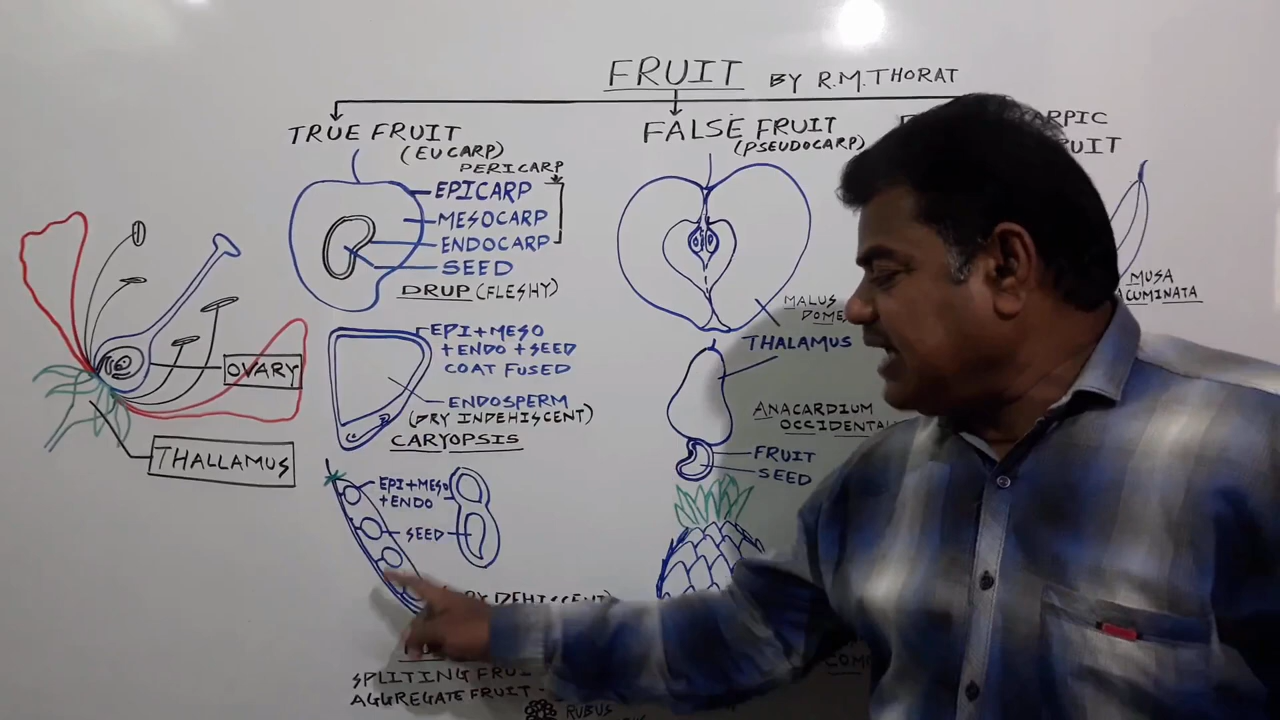 FRUIT BY R.M.THORAT
TRUE FRUIT
(EUCARP)
PERICARP
EPICARP
MESOCARP
ENDOCARP
SEED
DRUP (FLESHY)
EPI+MESO
+ENDO+SEED
COAT FUSED
ENDOSPERM
(DRY INDEHISCENT)
CARYOPSIS
EPI+MESO
+ENDO
SEED
DEHISCENT)
SPLITING
AGGREGATE FRUIT -
RUBUS
OVARY
THALLAMUS
FALSE FRUIT
(PSEUDOCARP)
MALUS
THALAMUS
ANACARDIUM
FRUIT
SEED
MUSA